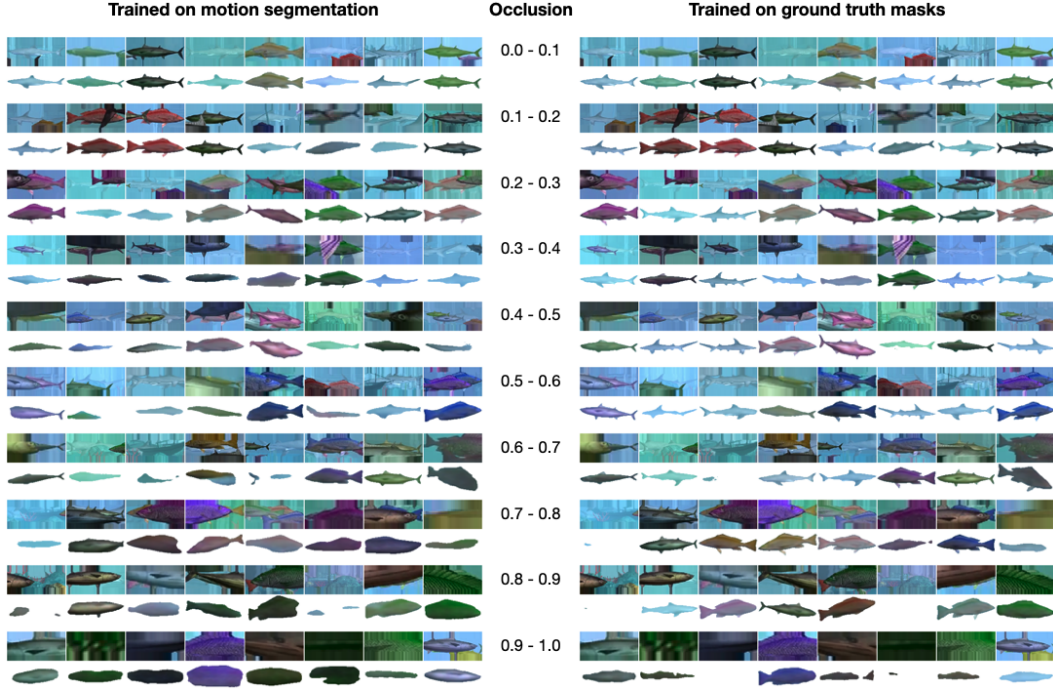 Trained on motion segmentation Occlusion Trained on ground truth masks
0.0 - 0.1
0.1 - 0.2
0.2 - 0.3
0.3 - 0.4
0.4 - 0.5
0.5 - 0.6
0.6 - 0.7
0.7 - 0.8
0.8 - 0.9
0.9 - 1.0